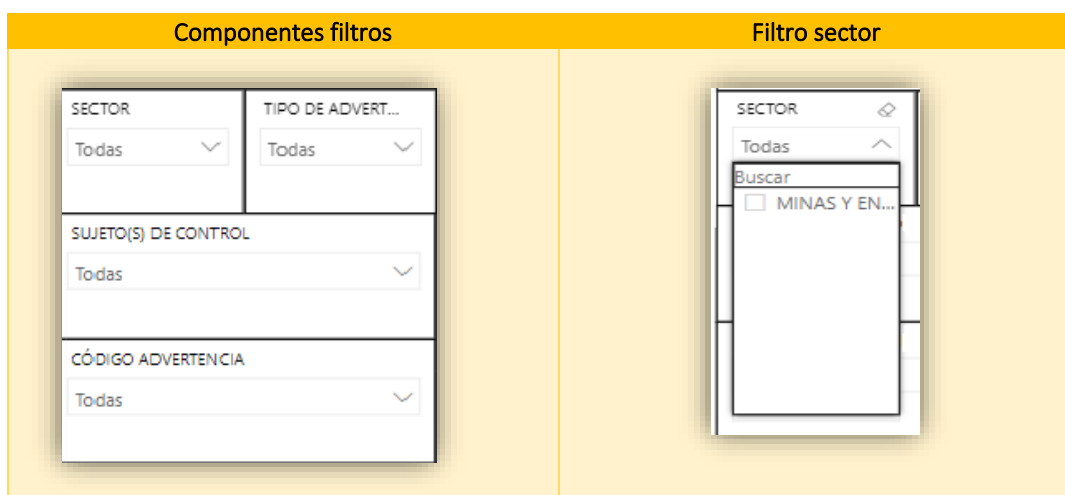 Componentes filtros
Filtro sector
SECTOR
TIPO DE ADVERT...
Todas
Todas
SUJETO(S) DE CONTROL
Todas
CÓDIGO ADVERTENCIA
Todas
SECTOR
Todas
Buscar
MINAS Y EN...